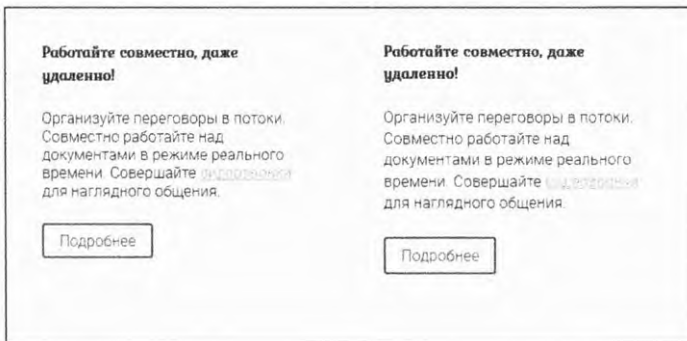 Работайте совместно, даже
удаленно!
Организуйте переговоры в потоки.
Совместно работайте над
документами в режиме реального
времени. Совершайте
для наглядного общения.
Подробнее
Работайте совместно, даже
удаленно!
Организуйте переговоры в потоки.
Совместно работайте над
документами в режиме реального
времени. Совершайте
для наглядного общения.
Подробнее